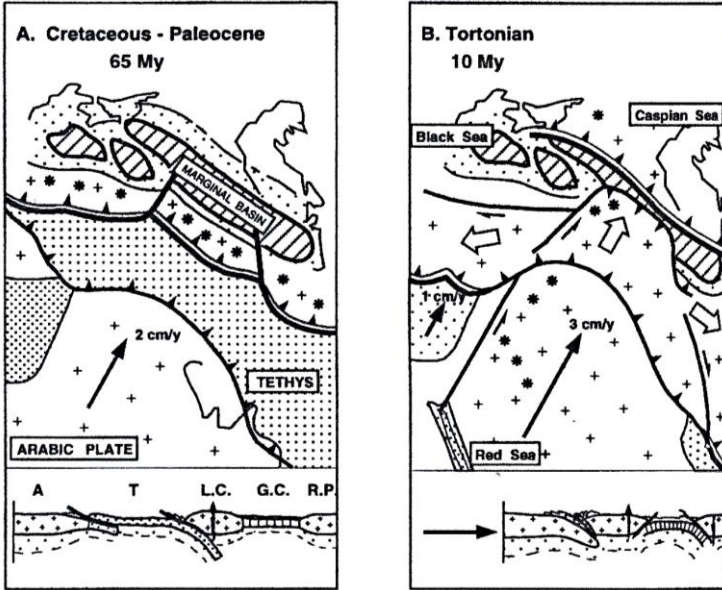 A. Cretaceous - Paleocene
65 My
MARGINAL BASIN
2 cm/y
TETHYS
ARABIC PLATE
A T L.C. G.C. R.P.
B. Tortonian
10 My
Caspian Sea
Black Sea
1 cm/y
3 cm/y
Red Sea